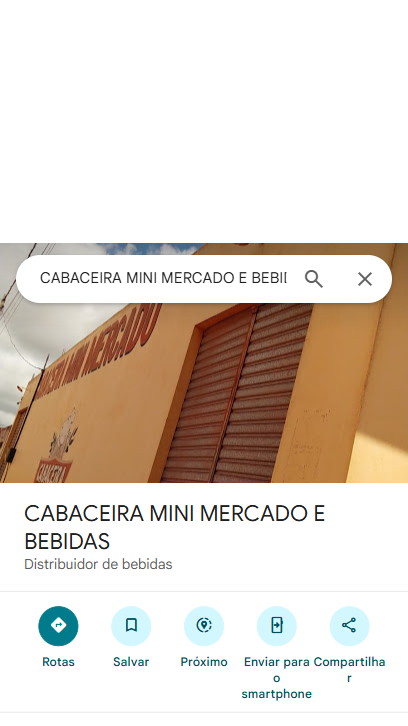 CABACEIRA MINI MERCADO E BEBI
MINI MERCADO
CABACEIRA MINI MERCADO E
BEBIDAS
Distribuidor de bebidas
Rotas
Salvar
Próximo
Enviar para
o
smartphone
Compartilha
r